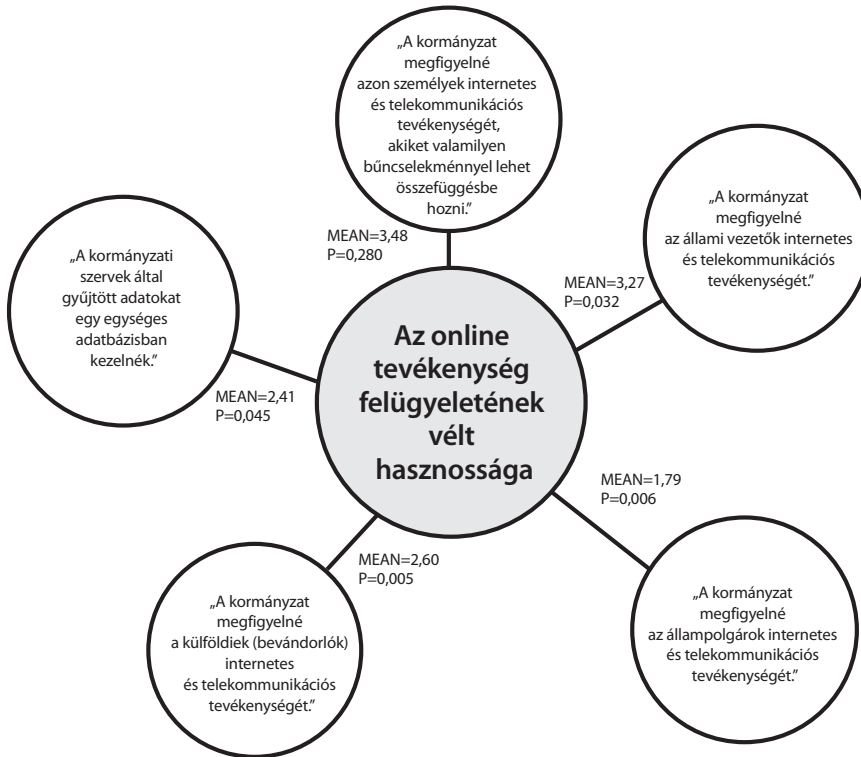 „A kormányzat
megfigyelné
azon személyek internetes
és telekommunikációs
tevékenységét,
akiket valamilyen
bűncselekménnyel lehet
összefüggésbe
hozni.”
MEAN=3,48
P=0,280
„A kormányzat
megfigyelné
az állami vezetők internetes
és telekommunikációs
tevékenységét.”
MEAN=3,27
P=0,032
„A kormányzati
szervek által
gyűjtött adatokat
egy egységes
adatbázisban
kezelnék.”
MEAN=2,41
P=0,045
Az online
tevékenység
felügyeletének
vélt
hasznossága
MEAN=1,79
P=0,006
„A kormányzat
megfigyelné
az állampolgárok internetes
és telekommunikációs
tevékenységét.”
MEAN=2,60
P=0,005
„A kormányzat
megfigyelné
a külföldiek (bevándorlók)
internetes
és telekommunikációs
tevékenységét.”